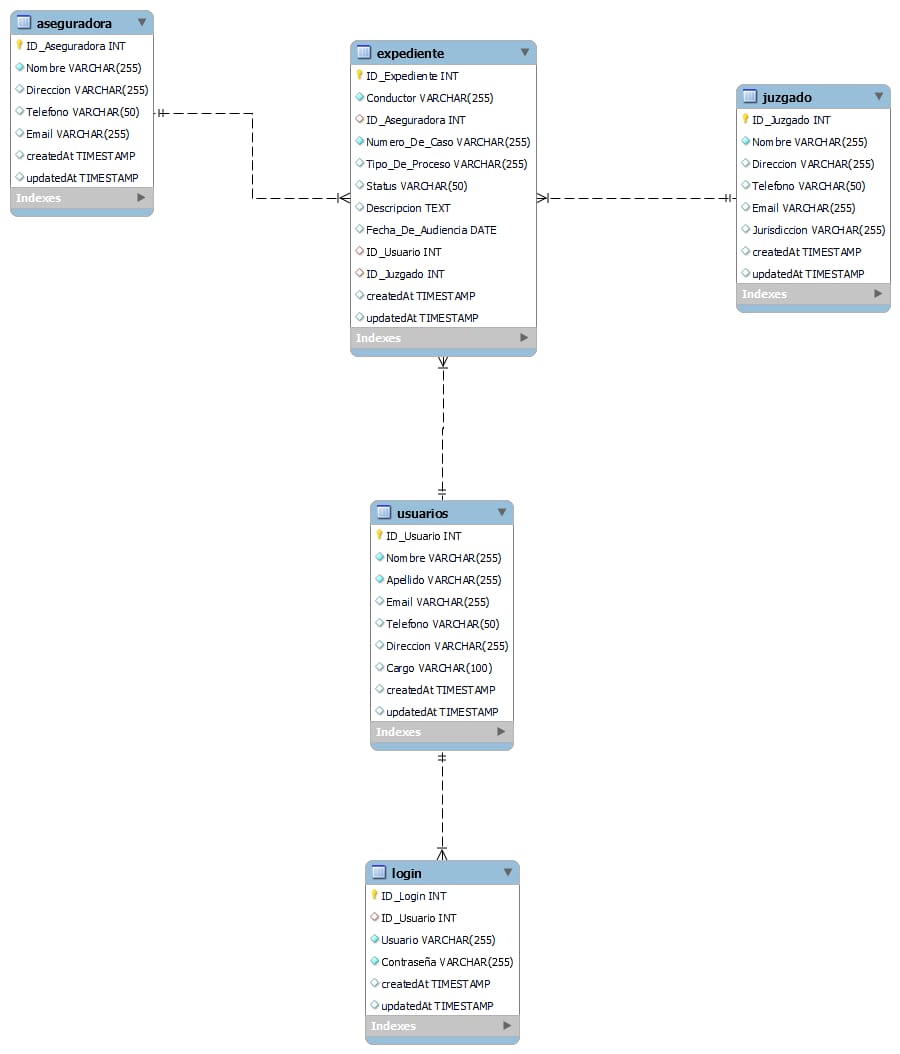 aseguradora
ID_Aseguradora INT
Nombre VARCHAR(255)
Direccion VARCHAR(255)
Telefono VARCHAR(50)
Email VARCHAR(255)
createdAt TIMESTAMP
updatedAt TIMESTAMP
Indexes
expediente
ID_Expediente INT
Conductor VARCHAR(255)
ID_Aseguradora INT
Numero_De_Caso VARCHAR(255)
Tipo_De_Proceso VARCHAR(255)
Status VARCHAR(50)
Descripcion TEXT
Fecha_De_Audiencia DATE
ID_Usuario INT
ID_Juzgado INT
createdAt TIMESTAMP
updatedAt TIMESTAMP
Indexes
juzgado
ID_Juzgado INT
Nombre VARCHAR(255)
Direccion VARCHAR(255)
Telefono VARCHAR(50)
Email VARCHAR(255)
Jurisdiccion VARCHAR(255)
createdAt TIMESTAMP
updatedAt TIMESTAMP
Indexes
usuarios
ID_Usuario INT
Nombre VARCHAR(255)
Apellido VARCHAR(255)
Email VARCHAR(255)
Telefono VARCHAR(50)
Direccion VARCHAR(255)
Cargo VARCHAR(100)
createdAt TIMESTAMP
updatedAt TIMESTAMP
Indexes
login
ID_Login INT
ID_Usuario INT
Usuario VARCHAR(255)
Contraseña VARCHAR(255)
createdAt TIMESTAMP
updatedAt TIMESTAMP
Indexes